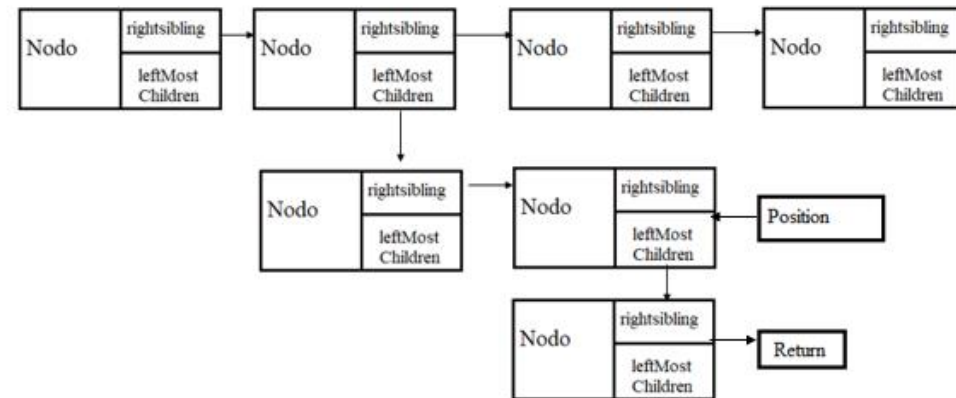 Nodo
rightsibling
leftMost
Children
Nodo
rightsibling
leftMost
Children
Nodo
rightsibling
leftMost
Children
Nodo
rightsibling
leftMost
Children
Nodo
rightsibling
leftMost
Children
Nodo
rightsibling
leftMost
Children
Position
Nodo
rightsibling
leftMost
Children
Return